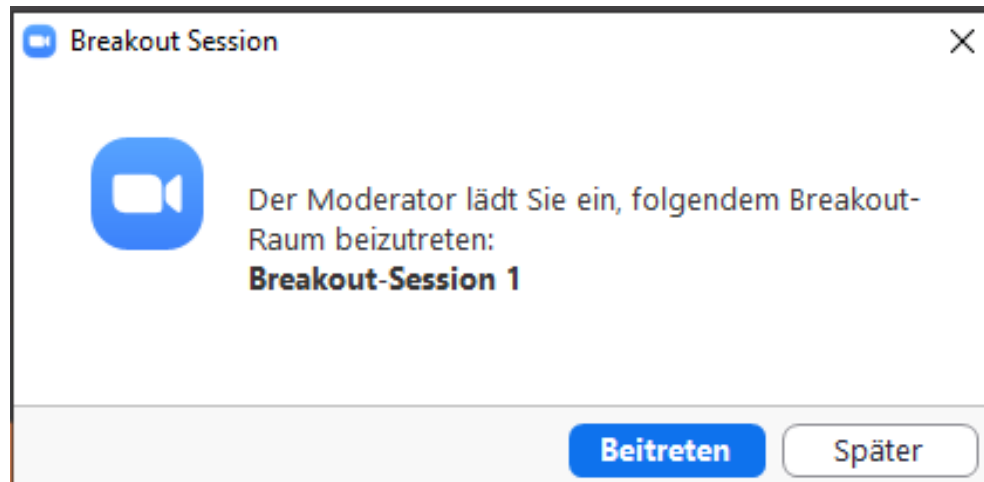 Breakout Session
Der Moderator lädt Sie ein, folgendem Breakout-
Raum beizutreten:
Breakout-Session 1
Beitreten
Später